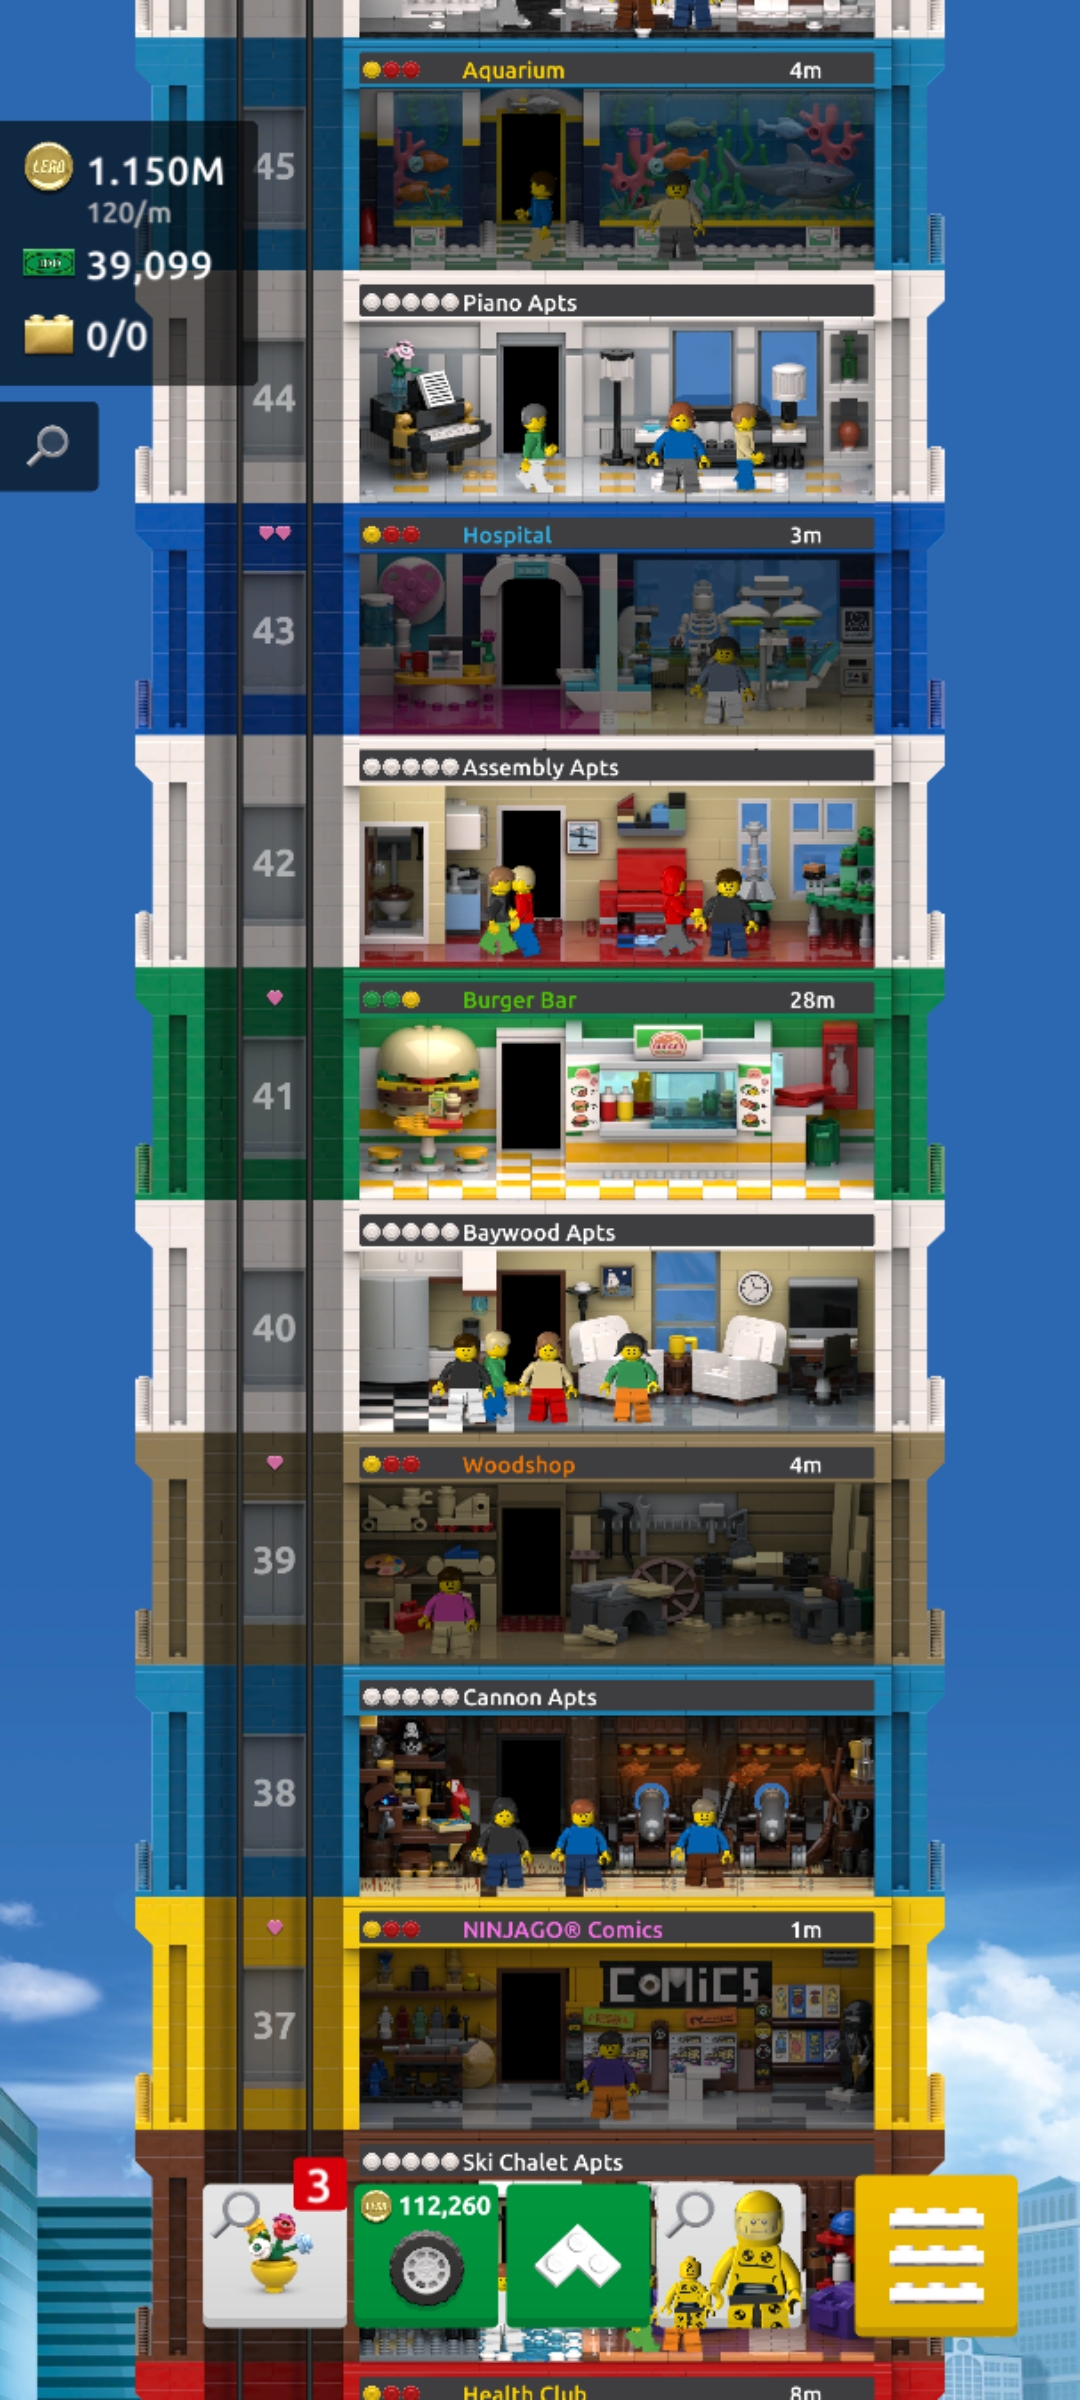 Aquarium 4m
45
LEGO 1.150M
120/m
39,099
0/0
Piano Apts
44
Hospital 3m
43
Assembly Apts
42
Burger Bar 28m
41
Baywood Apts
40
Woodshop 4m
39
Cannon Apts
38
NINJAGO® Comics 1m
COMiCS
37
Ski Chalet Apts
3
112,260
Health Club 8m